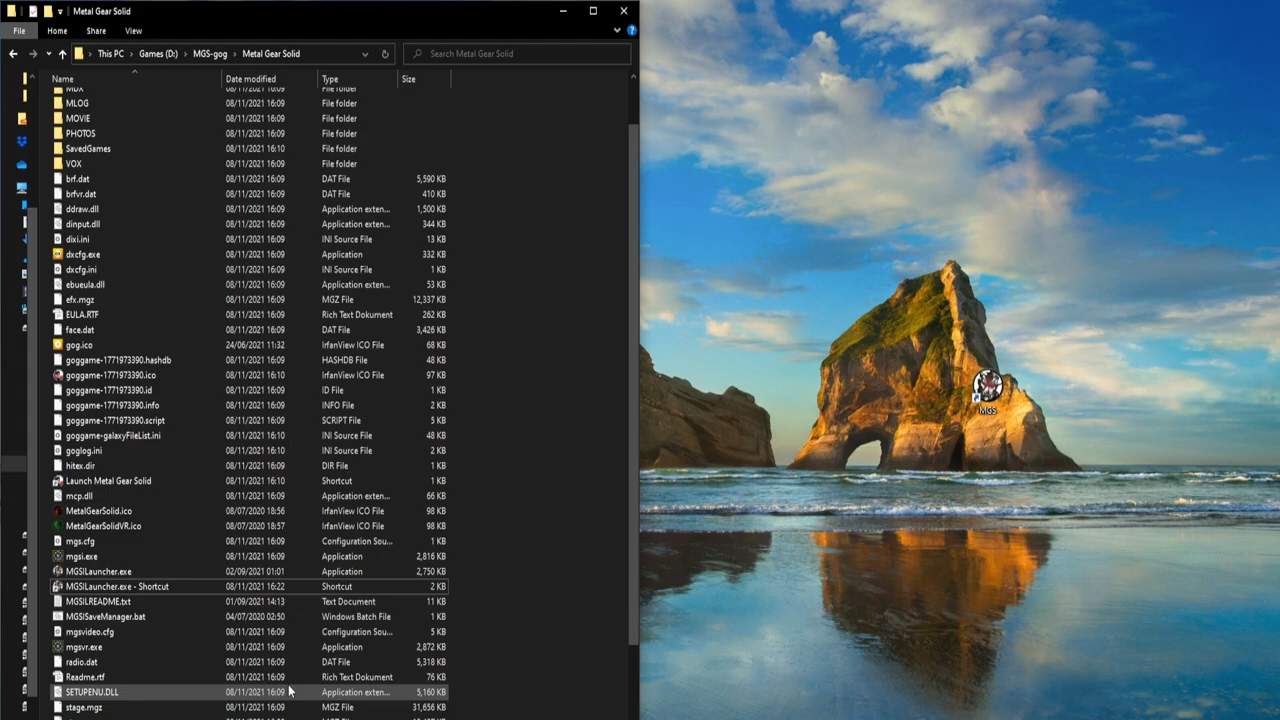 Metal Gear Solid
File Home Share View
This PC Games (D:) MGS-gog Metal Gear Solid Search Metal Gear Solid
Name Date modified Type Size
MDX 08/11/2021 16:09 File folder
MLOG 08/11/2021 16:09 File folder
MOVIE 08/11/2021 16:09 File folder
PHOTOS 08/11/2021 16:09 File folder
SavedGames 08/11/2021 16:10 File folder
VOX 08/11/2021 16:09 File folder
brf.dat 08/11/2021 16:09 DAT File 5,590 KB
brfvr.dat 08/11/2021 16:09 DAT File 410 KB
ddraw.dll 08/11/2021 16:09 Application exten... 1,500 KB
dinput.dll 08/11/2021 16:09 Application exten... 344 KB
dixi.ini 08/11/2021 16:09 INI Source File 13 KB
dxcfg.exe 08/11/2021 16:09 Application 332 KB
dxcfg.ini 08/11/2021 16:09 INI Source File 1 KB
ebueula.dll 08/11/2021 16:09 Application exten... 53 KB
efx.mgz 08/11/2021 16:09 MGZ File 12,337 KB
EULA.RTF 08/11/2021 16:09 Rich Text Dokument 262 KB
face.dat 08/11/2021 16:09 DAT File 3,426 KB
gog.ico 24/06/2021 11:32 IrfanView ICO File 68 KB
goggame-1771973390.hashdb 08/11/2021 16:09 HASHDB File 48 KB
goggame-1771973390.ico 08/11/2021 16:10 IrfanView ICO File 97 KB
goggame-1771973390.id 08/11/2021 16:09 ID File 1 KB
goggame-1771973390.info 08/11/2021 16:09 INFO File 2 KB
goggame-1771973390.script 08/11/2021 16:09 SCRIPT File 5 KB
goggame-galaxyFileList.ini 08/11/2021 16:10 INI Source File 48 KB
goglog.ini 08/11/2021 16:10 INI Source File 2 KB
hitex.dir 08/11/2021 16:09 DIR File 1 KB
Launch Metal Gear Solid 08/11/2021 16:10 Shortcut 1 KB
mcp.dll 08/11/2021 16:09 Application exten... 66 KB
MetalGearSolid.ico 08/07/2020 18:56 IrfanView ICO File 98 KB
MetalGearSolidVR.ico 08/07/2020 18:57 IrfanView ICO File 98 KB
mgs.cfg 08/11/2021 16:09 Configuration Sou... 1 KB
mgsi.exe 08/11/2021 16:09 Application 2,816 KB
MGSILauncher.exe 02/09/2021 01:01 Application 2,750 KB
MGSILauncher.exe - Shortcut 08/11/2021 16:22 Shortcut 2 KB
MGSILREADME.txt 01/09/2021 14:13 Text Document 11 KB
MGSISaveManager.bat 04/07/2020 02:50 Windows Batch File 1 KB
mgsvideo.cfg 08/11/2021 16:09 Configuration Sou... 5 KB
mgsvr.exe 08/11/2021 16:09 Application 2,872 KB
radio.dat 08/11/2021 16:09 DAT File 5,318 KB
Readme.rtf 08/11/2021 16:09 Rich Text Dokument 76 KB
SETUPENU.DLL 08/11/2021 16:09 Application exten... 5,160 KB
stage.mgz 08/11/2021 16:09 MGZ File 31,656 KB
MGS